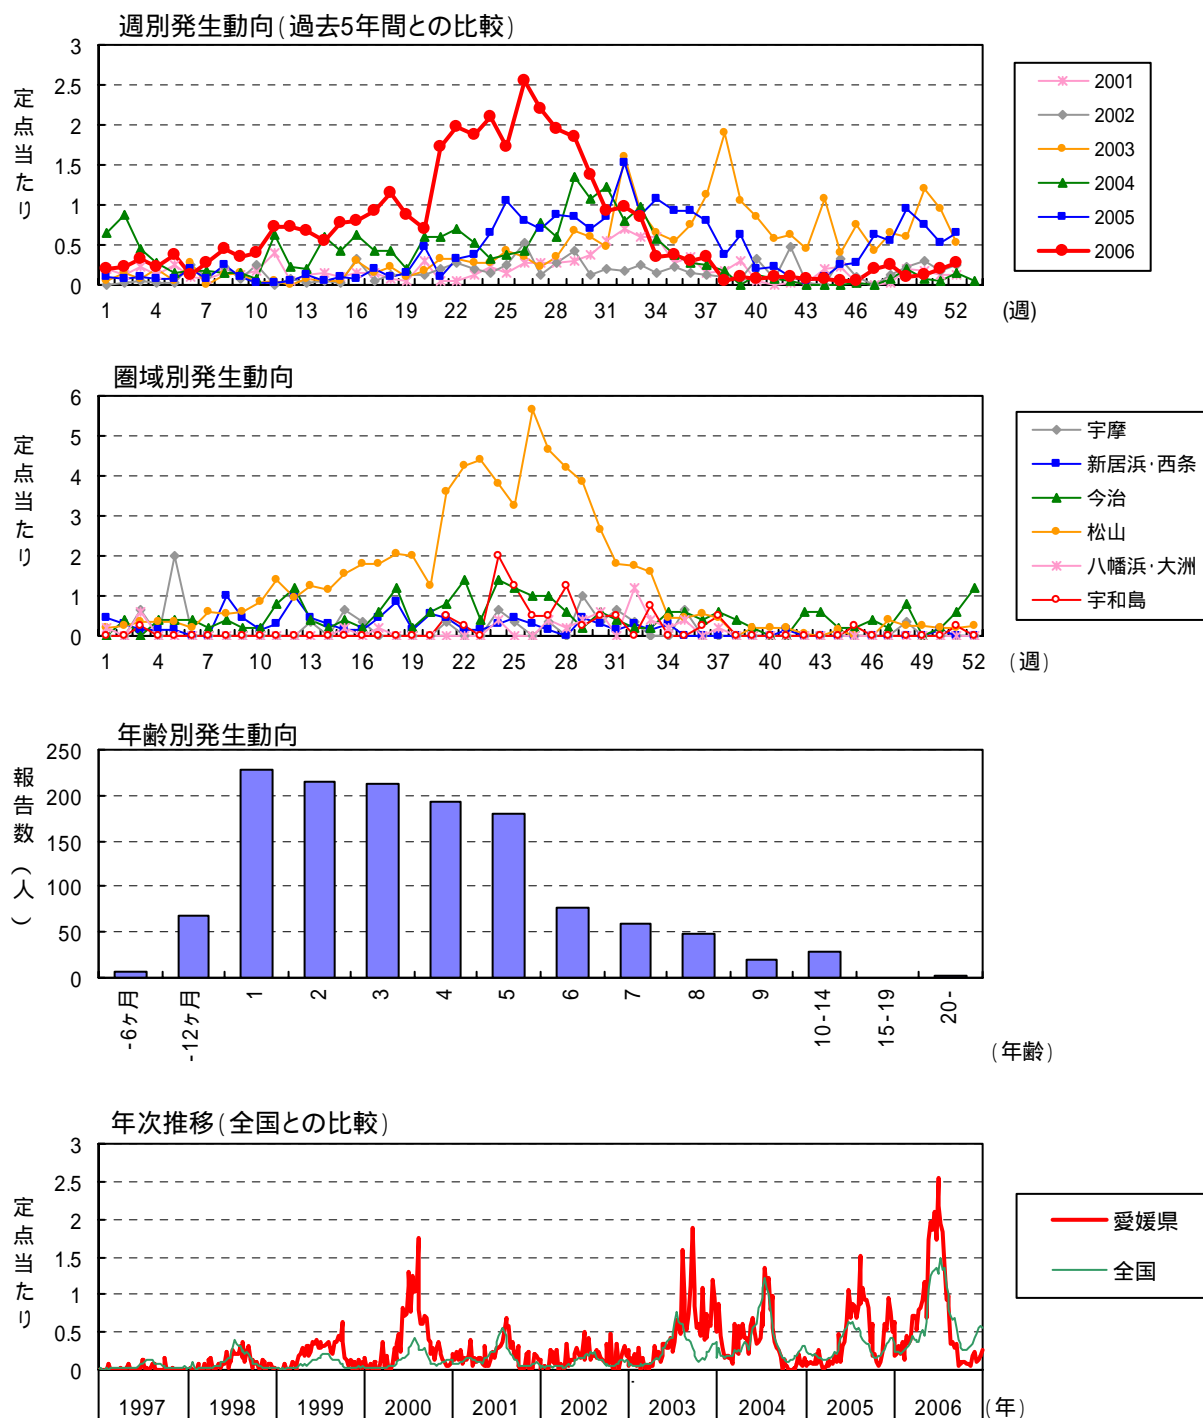 週別発生動向(過去5年間との比較)
3
2.5
2
1.5
1
0.5
0
定点当たり
1 4 7 10 13 16 19 22 25 28 31 34 37 40 43 46 49 52 (週)
2001
2002
2003
2004
2005
2006
圏域別発生動向
6
5
4
3
2
1
0
定点当たり
1 4 7 10 13 16 19 22 25 28 31 34 37 40 43 46 49 52 (週)
宇摩
新居浜・西条
今治
松山
八幡浜・大洲
宇和島
年齢別発生動向
250
200
150
100
50
0
報告数(人)
-6ヶ月 -12ヶ月 1 2 3 4 5 6 7 8 9 10-14 15-19 20-
(年齢)
年次推移(全国との比較)
3
2.5
2
1.5
1
0.5
0
定点当たり
1997 1998 1999 2000 2001 2002 2003 2004 2005 2006 (年)
愛媛県
全国